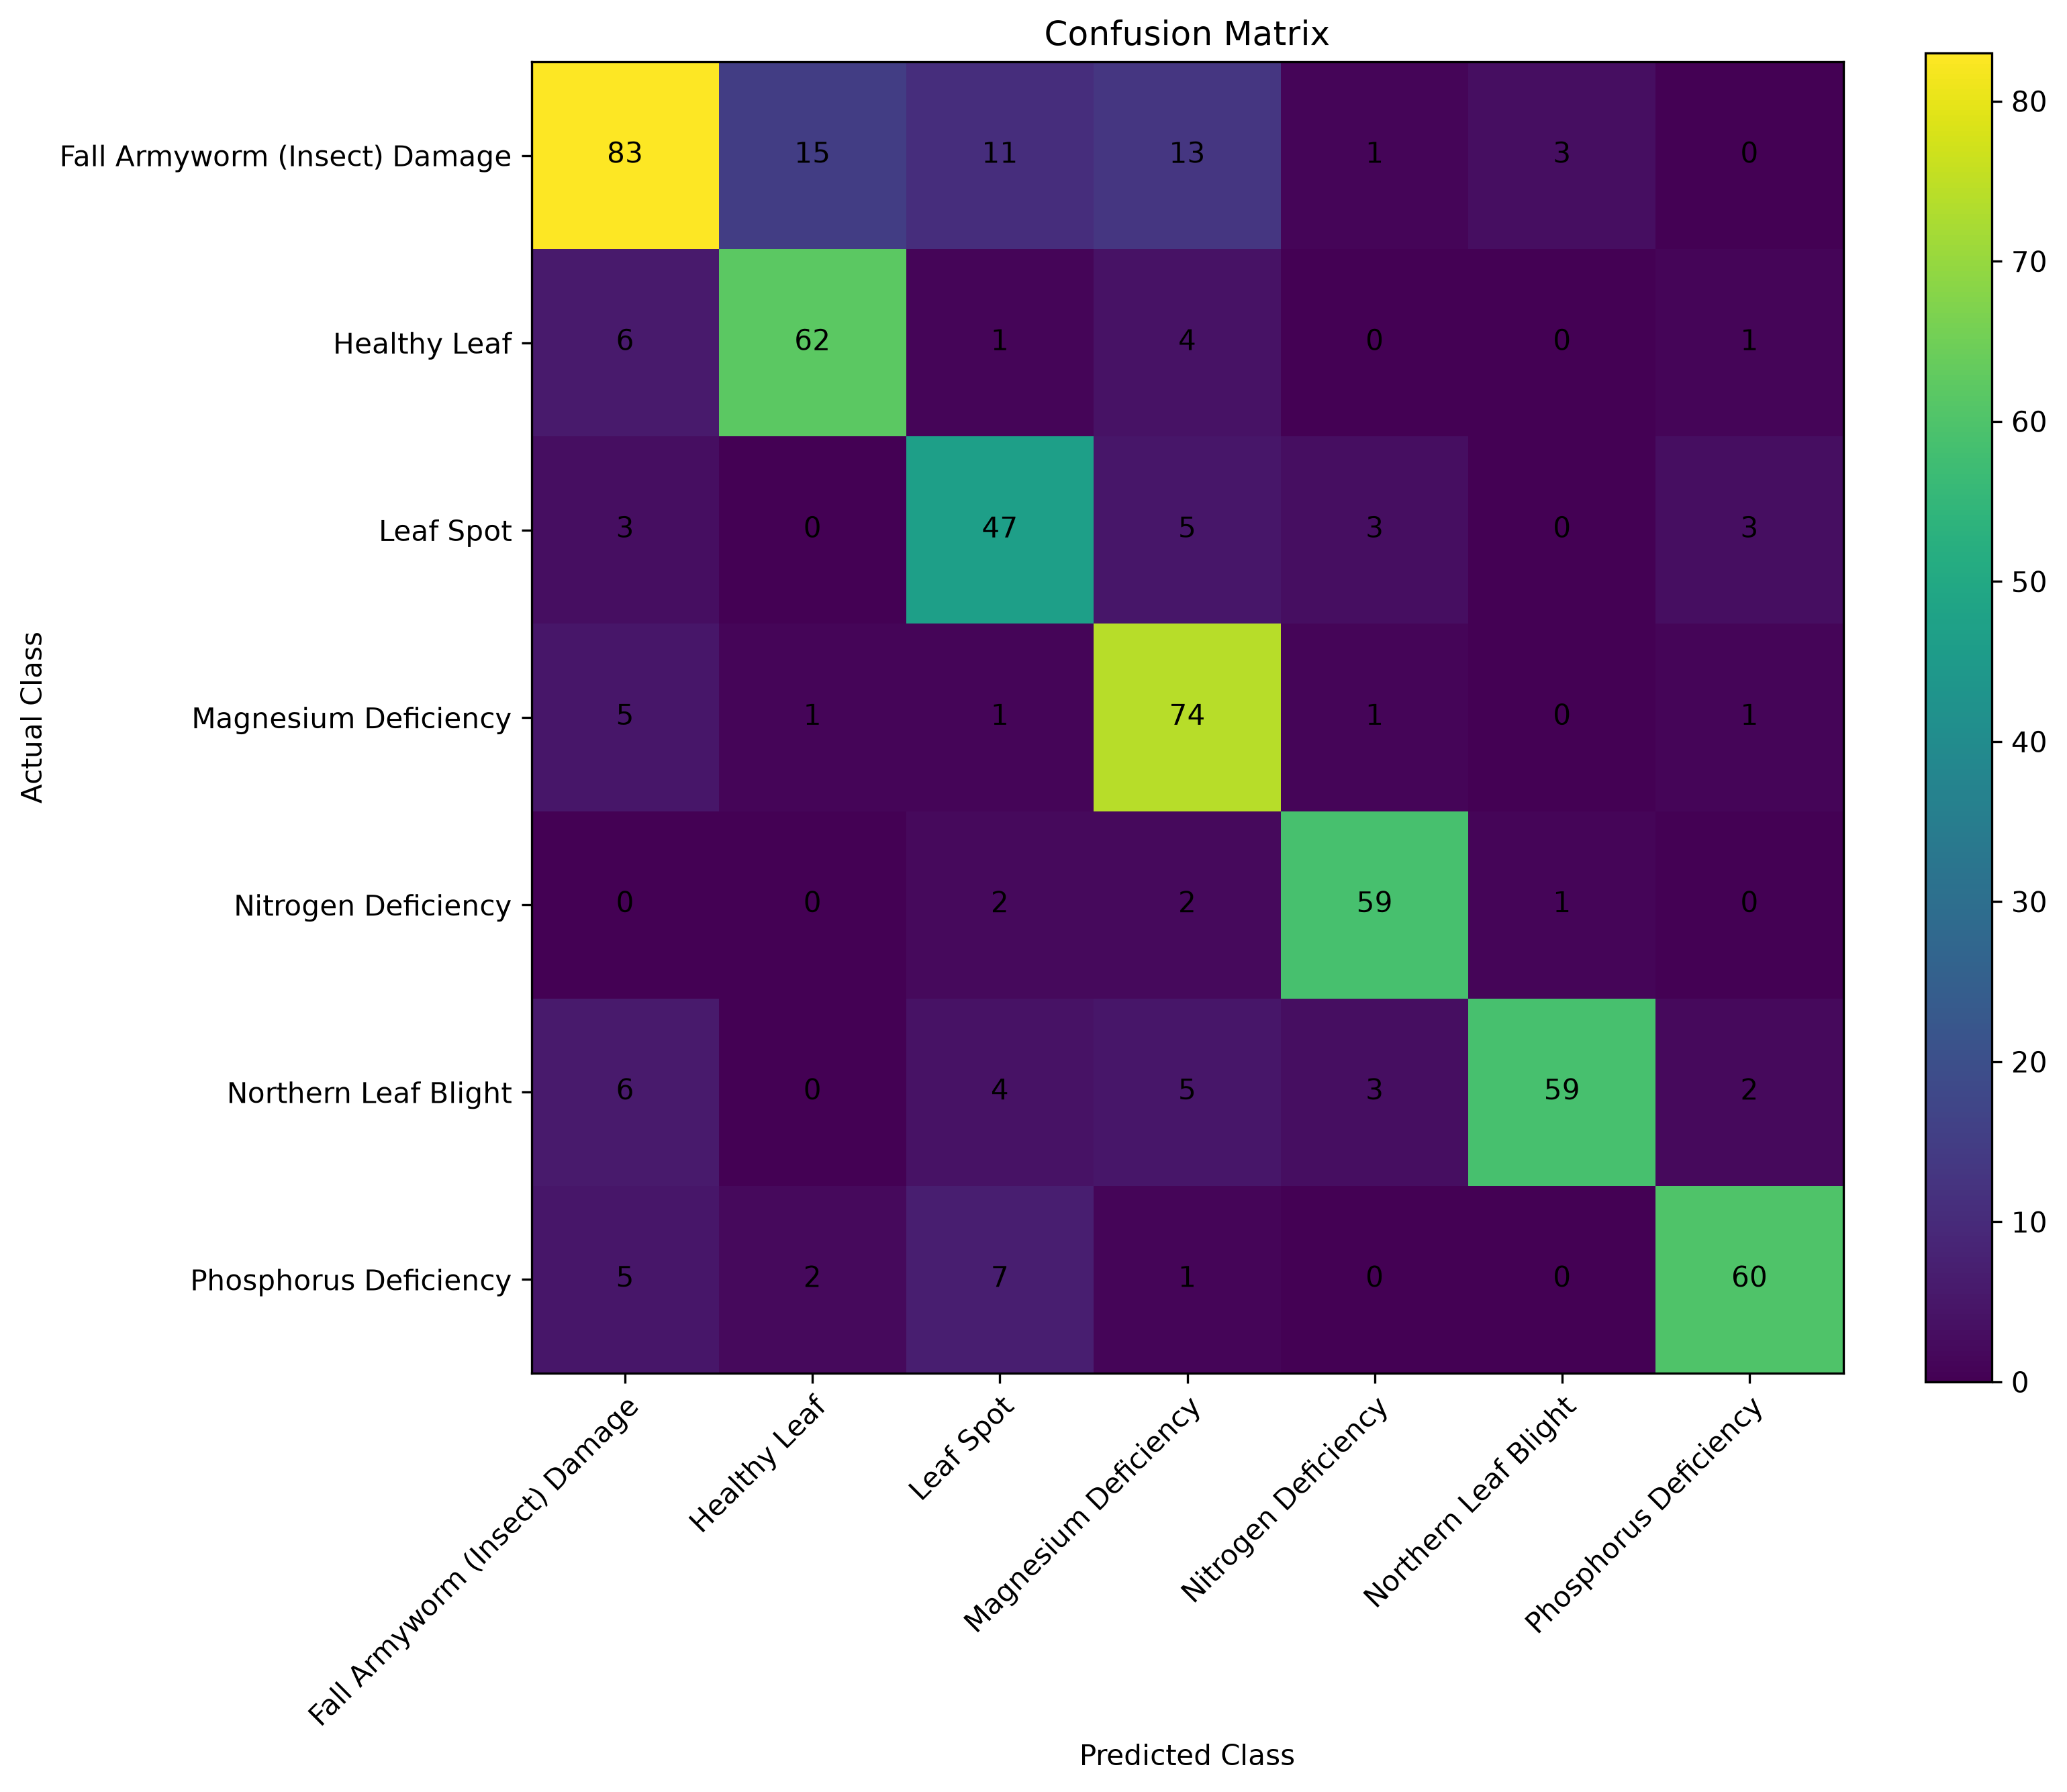 Confusion Matrix
Fall Armyworm (Insect) Damage 83 15 11 13 1 3 0
Healthy Leaf 6 62 1 4 0 0 1
Leaf Spot 3 0 47 5 3 0 3
Magnesium Deficiency 5 1 1 74 1 0 1
Nitrogen Deficiency 0 0 2 2 59 1 0
Northern Leaf Blight 6 0 4 5 3 59 2
Phosphorus Deficiency 5 2 7 1 0 0 60
Actual Class
Fall Armyworm (Insect) Damage
Healthy Leaf
Leaf Spot
Magnesium Deficiency
Nitrogen Deficiency
Northern Leaf Blight
Phosphorus Deficiency
Predicted Class
80
70
60
50
40
30
20
10
0